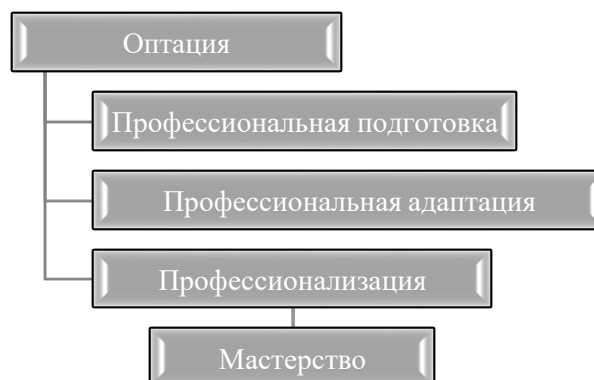 Оптация
Профессиональная подготовка
Профессиональная адаптация
Профессионализация
Мастерство